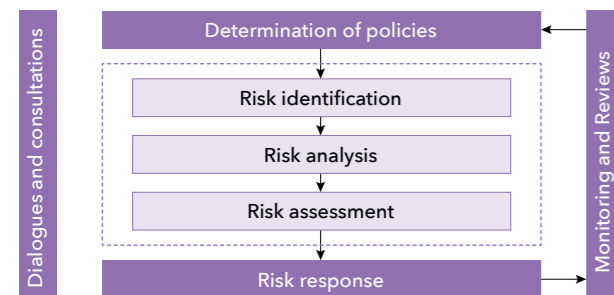 Dialogues and consultations
Determination of policies
Risk identification
Risk analysis
Risk assessment
Risk response
Monitoring and Reviews